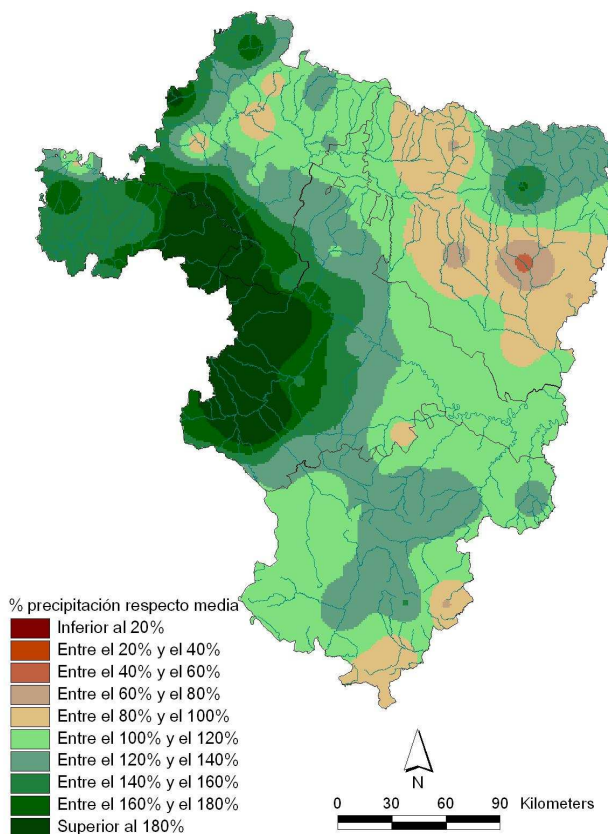 % precipitación respecto media
Inferior al 20%
Entre el 20% y el 40%
Entre el 40% y el 60%
Entre el 60% y el 80%
Entre el 80% y el 100%
Entre el 100% y el 120%
Entre el 120% y el 140%
Entre el 140% y el 160%
Entre el 160% y el 180%
Superior al 180%
N
0 30 60 90 Kilometers